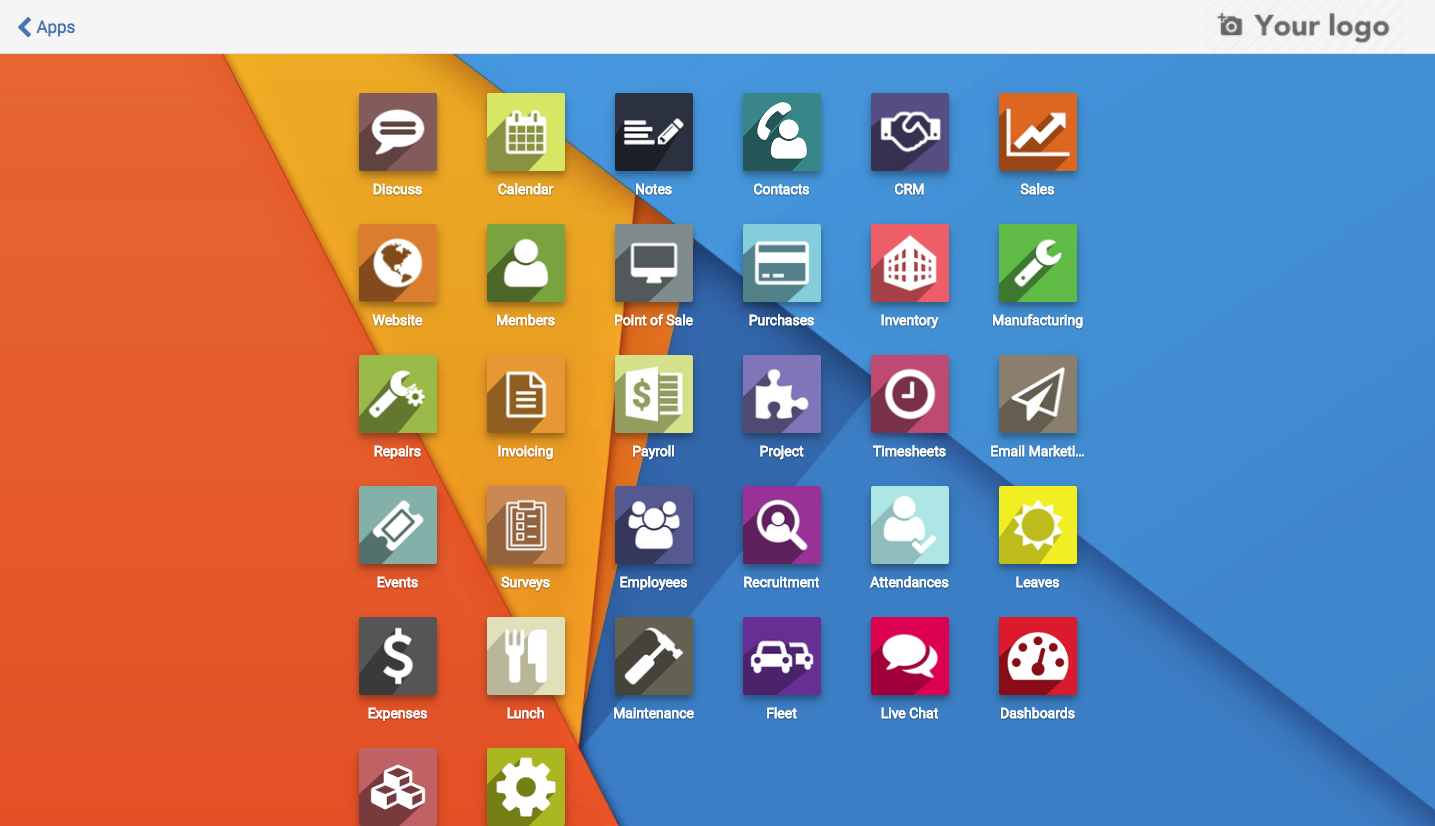 Apps
Your logo
Discuss
Calendar
Notes
Contacts
CRM
Sales
Website
Members
Point of Sale
Purchases
Inventory
Manufacturing
Repairs
Invoicing
Payroll
Project
Timesheets
Email Marketi...
Events
Surveys
Employees
Recruitment
Attendances
Leaves
Expenses
Lunch
Maintenance
Fleet
Live Chat
Dashboards